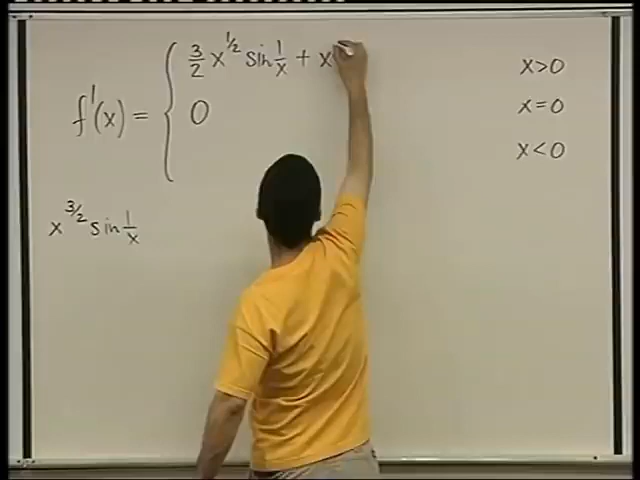 f'(x) = { 3/2 x^{1/2} sin 1/x + x x>0
0 x=0
x<0
x^{3/2} sin 1/x